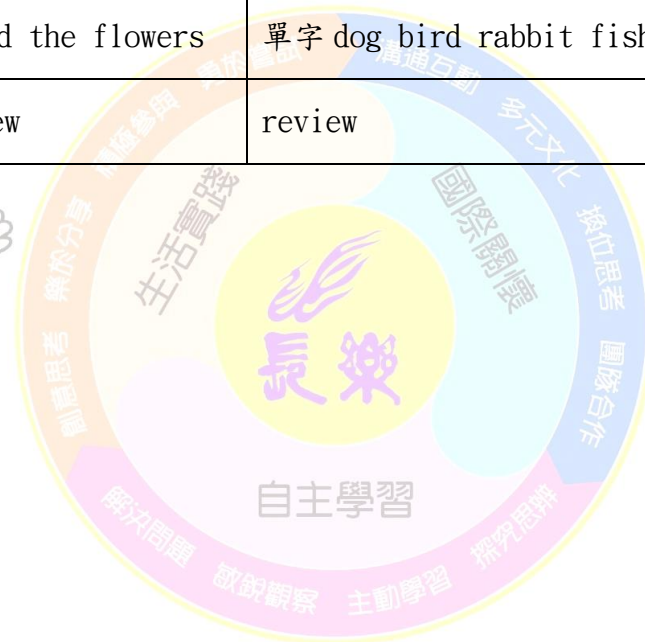 d the flowers
單字 dog bird rabbit fish
ew
review
勇於嘗試
積極參與
樂於分享
創意思考
溝通互動
多元文化
換位思考
團隊合作
生活實踐
國際關懷
長樂
自主學習
解決問題
敏銳觀察
主動學習
探究思辨